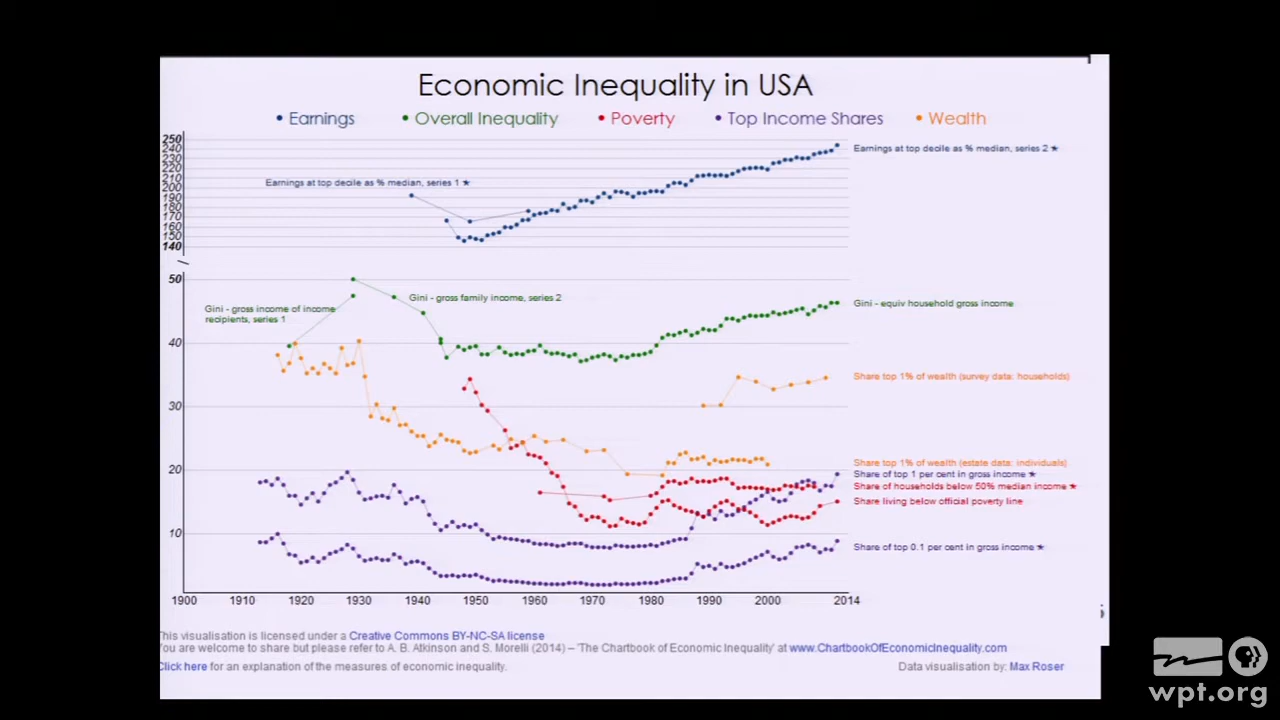 Economic Inequality in USA
• Earnings • Overall Inequality • Poverty • Top Income Shares • Wealth
250
240
230
220
210
200
190
180
170
160
150
140
Earnings at top decile as % median, series 2 ★
Earnings at top decile as % median, series 1 ★
50
40
30
20
10
Gini - gross income of income
recipients, series 1
Gini - gross family income, series 2
Gini - equiv household gross income
Share top 1% of wealth (survey data: households)
Share top 1% of wealth (estate data: individuals)
Share of top 1 per cent in gross income ★
Share of households below 50% median income ★
Share living below official poverty line
Share of top 0.1 per cent in gross income ★
1900 1910 1920 1930 1940 1950 1960 1970 1980 1990 2000 2014
This visualisation is licensed under a Creative Commons BY-NC-SA license
You are welcome to share but please refer to A. B. Atkinson and S. Morelli (2014) – 'The Chartbook of Economic Inequality' at www.ChartbookOfEconomicInequality.com
Click here for an explanation of the measures of economic inequality.
Data visualisation by: Max Roser
wpt.org